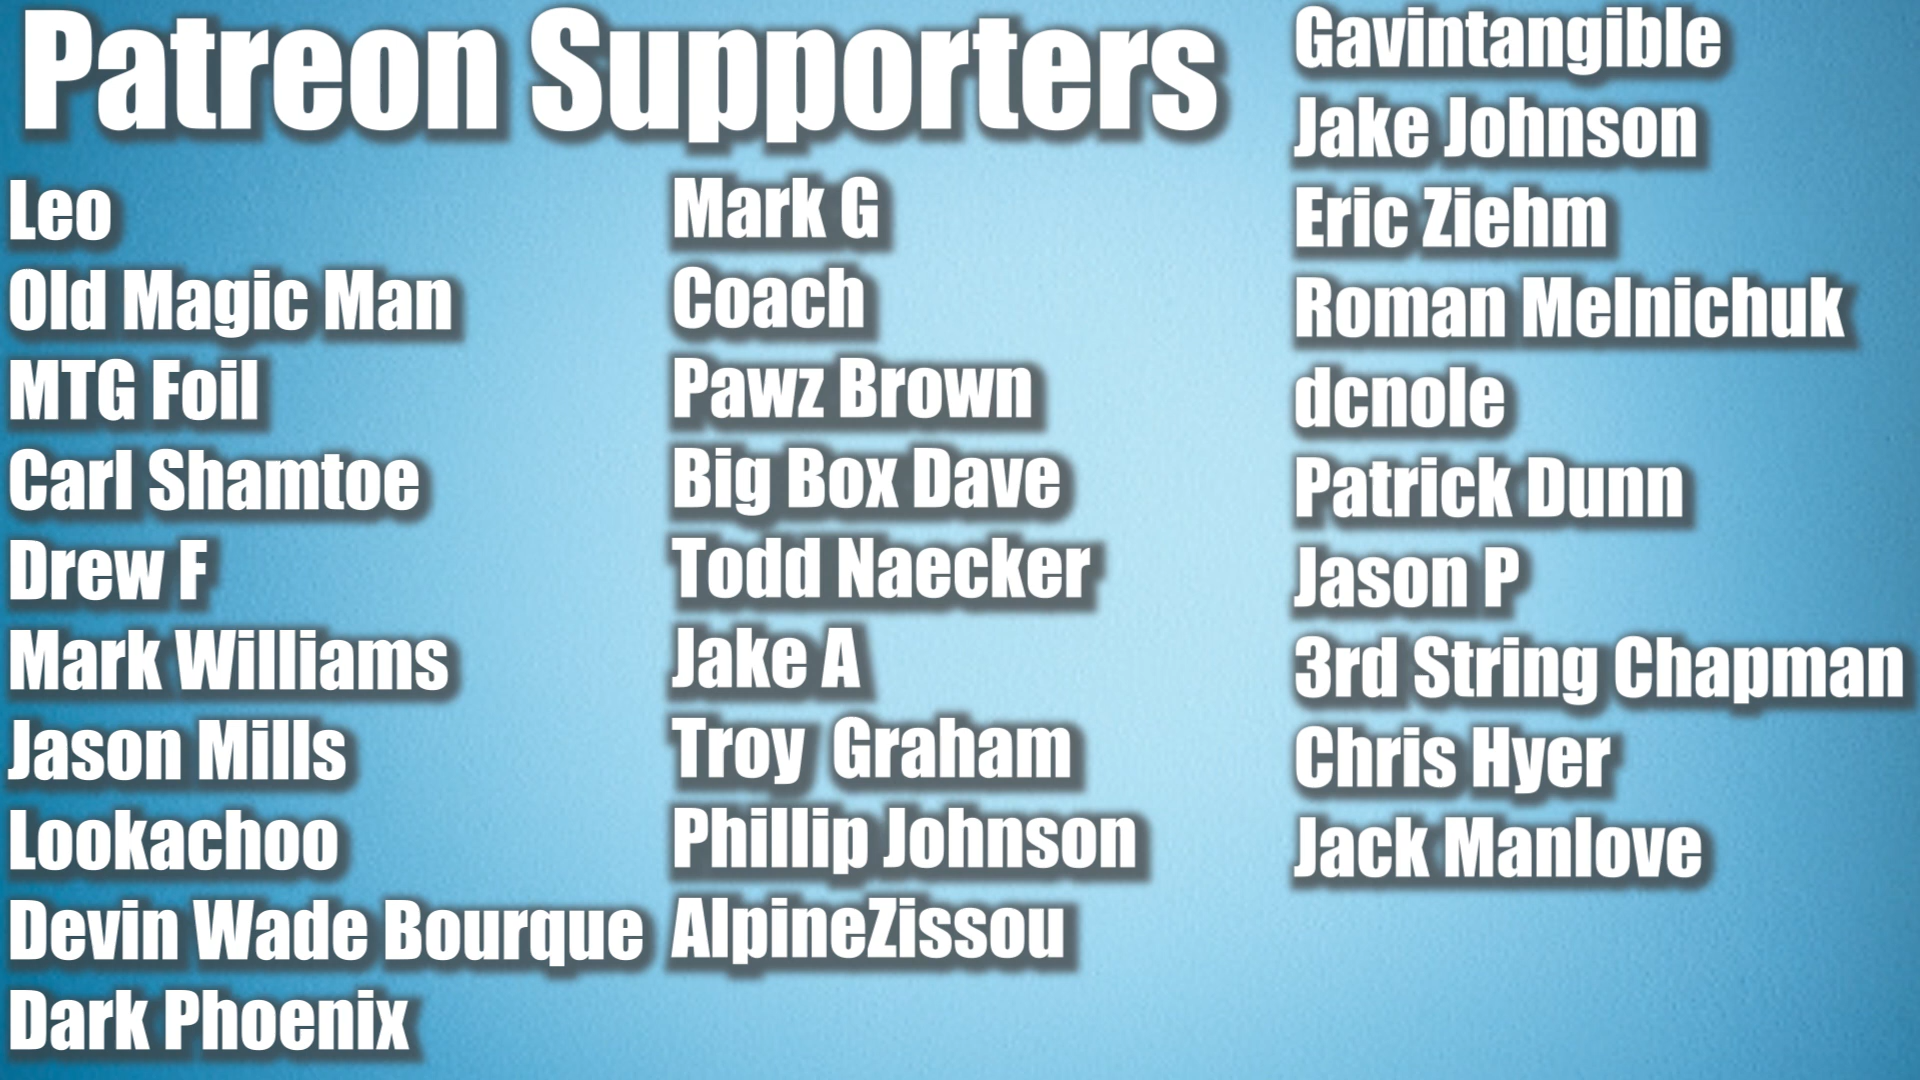 Patreon Supporters
Leo
Old Magic Man
MTG Foil
Carl Shamtoe
Drew F
Mark Williams
Jason Mills
Lookachoo
Devin Wade Bourque
Dark Phoenix
Mark G
Coach
Pawz Brown
Big Box Dave
Todd Naecker
Jake A
Troy  Graham
Phillip Johnson
AlpineZissou
Gavintangible
Jake Johnson
Eric Ziehm
Roman Melnichuk
dcnole
Patrick Dunn
Jason P
3rd String Chapman
Chris Hyer
Jack Manlove